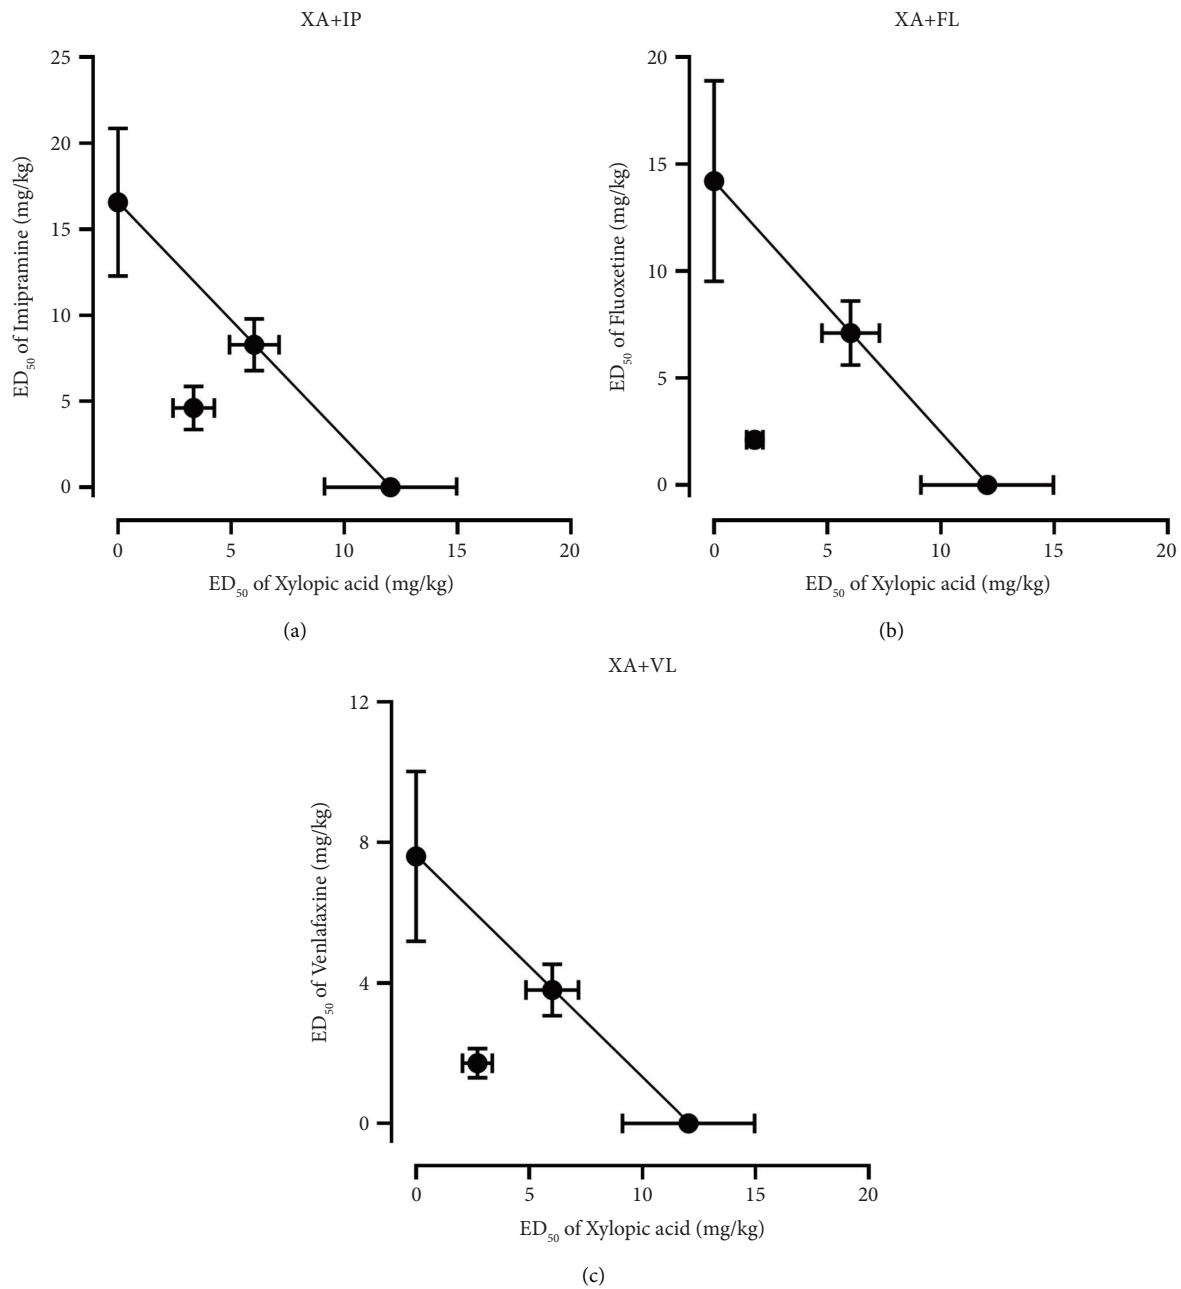 XA+IP
25
20
15
10
5
0
ED50 of Imipramine (mg/kg)
0 5 10 15 20
ED50 of Xylopic acid (mg/kg)
(a)
XA+FL
20
15
10
5
0
ED50 of Fluoxetine (mg/kg)
0 5 10 15 20
ED50 of Xylopic acid (mg/kg)
(b)
XA+VL
12
8
4
0
ED50 of Venlafaxine (mg/kg)
0 5 10 15 20
ED50 of Xylopic acid (mg/kg)
(c)